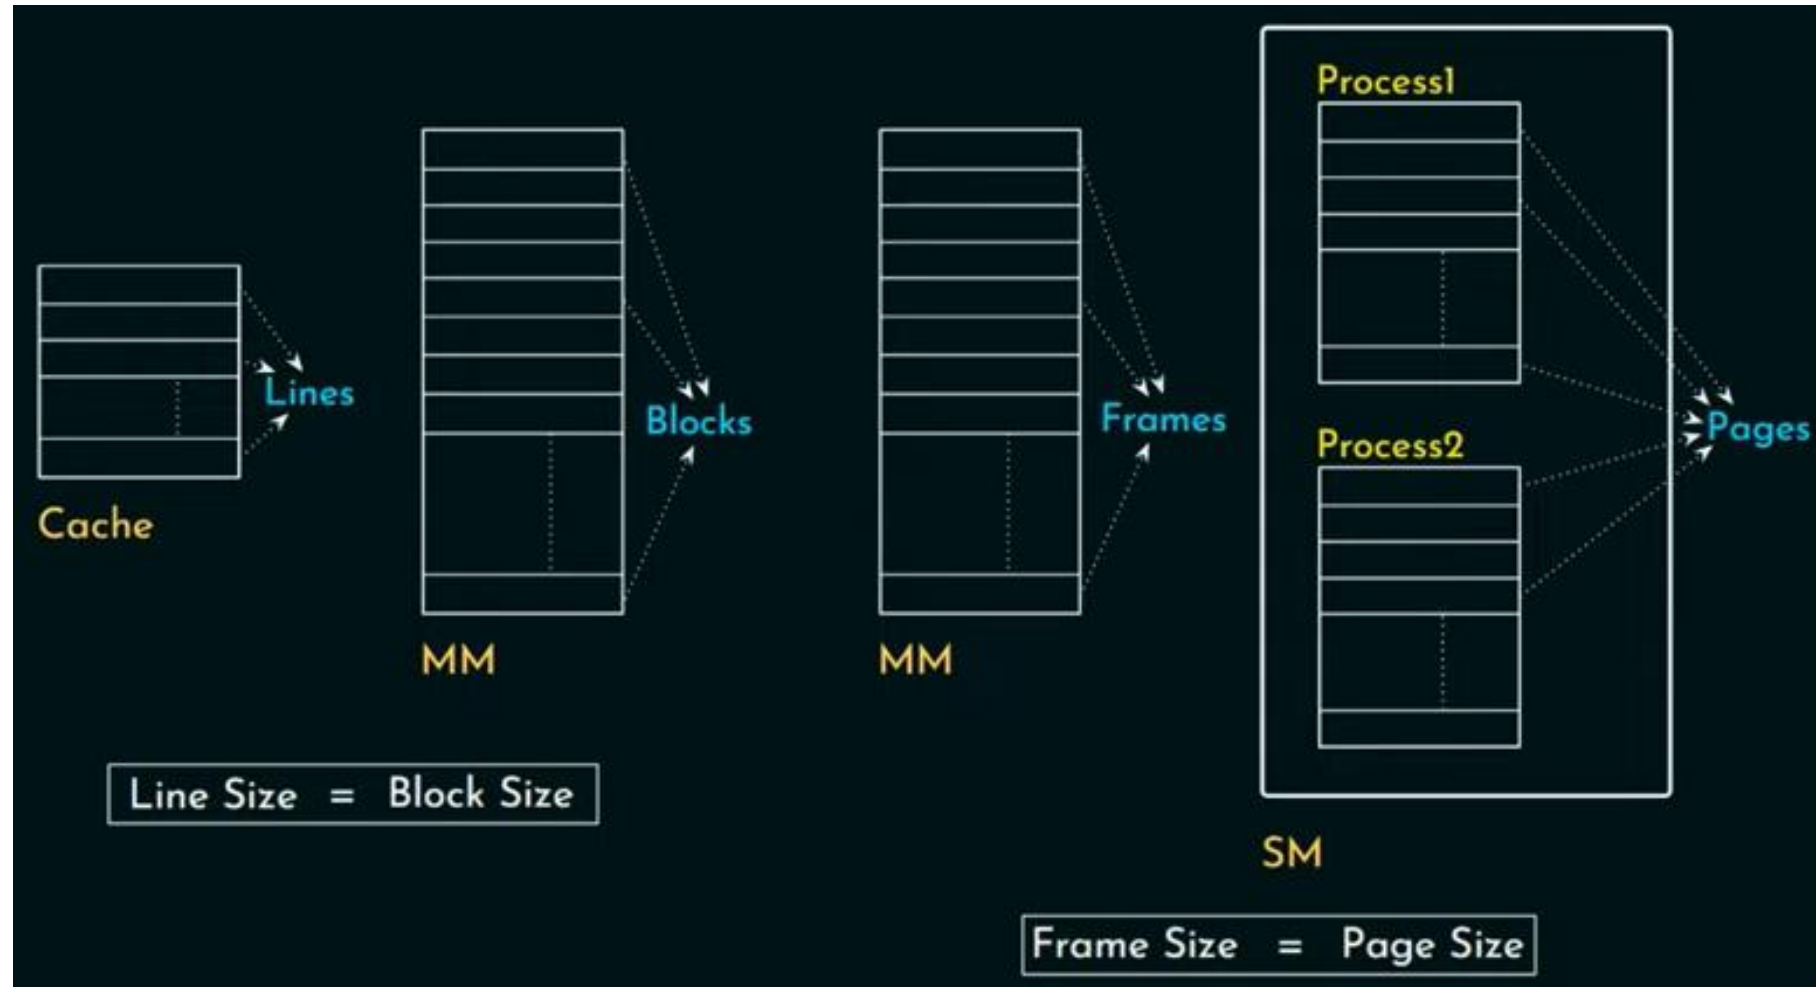 Process1
Lines
Blocks
Frames
Pages
Process2
Cache
MM
MM
Line Size = Block Size
SM
Frame Size = Page Size